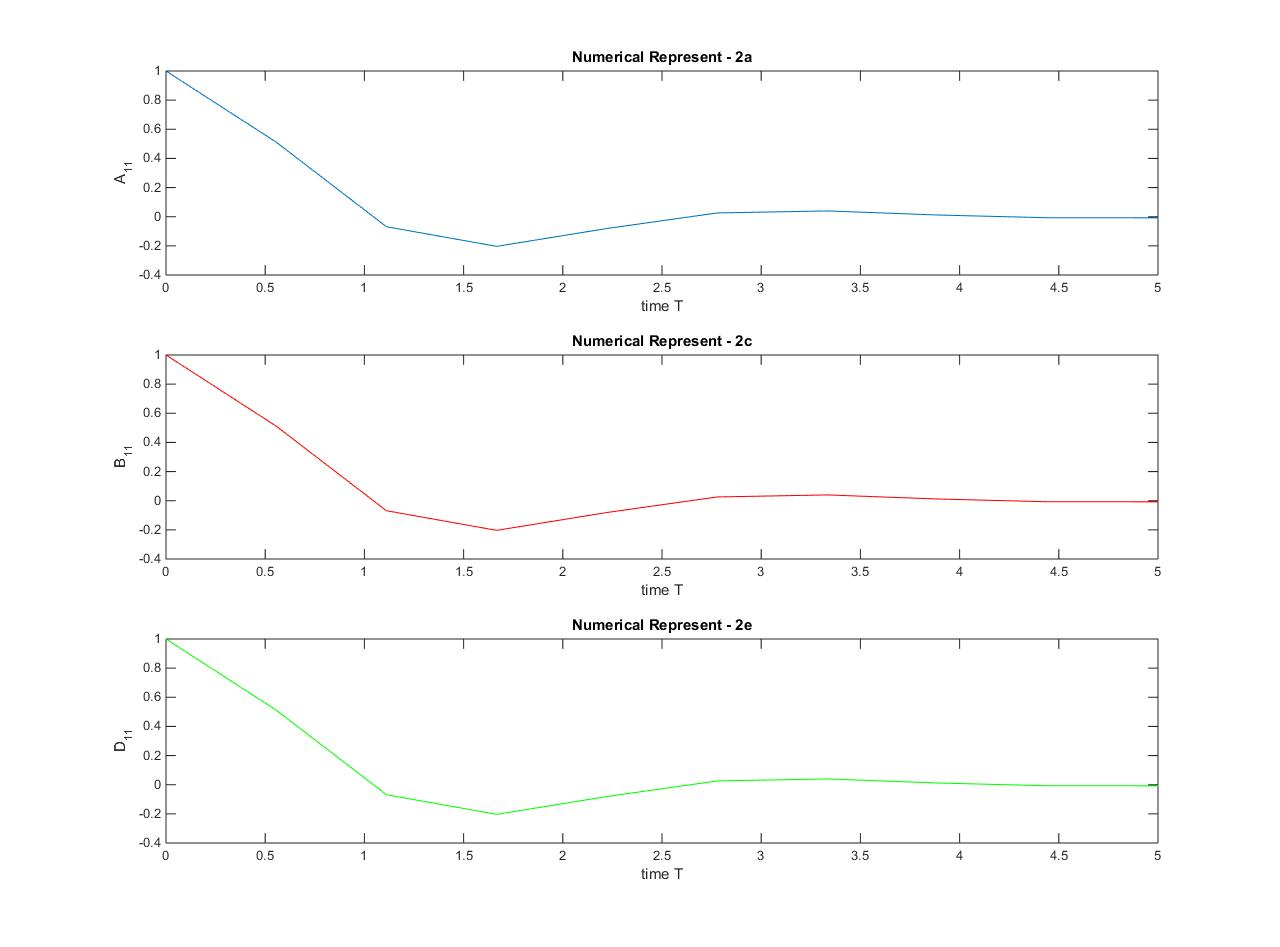 Numerical Represent - 2a
1
0.8
0.6
0.4
0.2
0
-0.2
-0.4
A11
0 0.5 1 1.5 2 2.5 3 3.5 4 4.5 5
time T
Numerical Represent - 2c
1
0.8
0.6
0.4
0.2
0
-0.2
-0.4
B11
0 0.5 1 1.5 2 2.5 3 3.5 4 4.5 5
time T
Numerical Represent - 2e
1
0.8
0.6
0.4
0.2
0
-0.2
-0.4
D11
0 0.5 1 1.5 2 2.5 3 3.5 4 4.5 5
time T